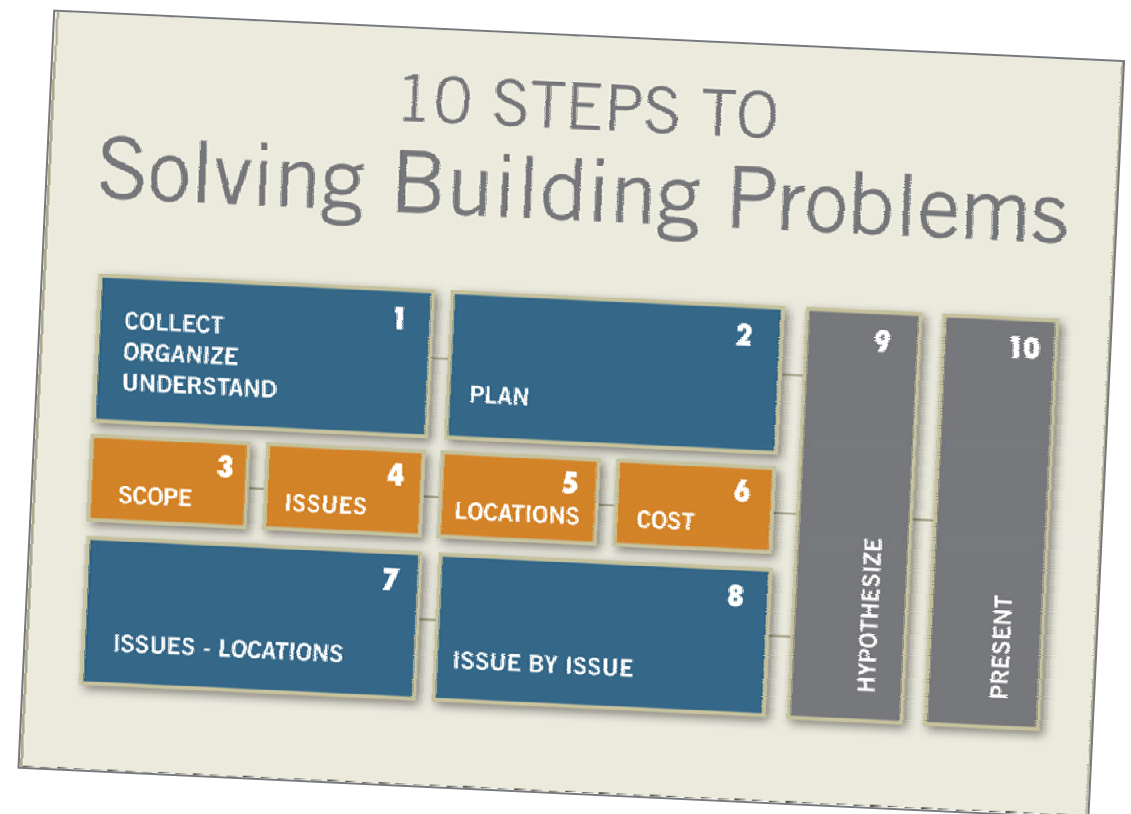 10 STEPS TO
Solving Building Problems
1
COLLECT
ORGANIZE
UNDERSTAND
2
PLAN
3
SCOPE
4
ISSUES
5
LOCATIONS
6
COST
7
ISSUES - LOCATIONS
8
ISSUE BY ISSUE
9
HYPOTHESIZE
10
PRESENT